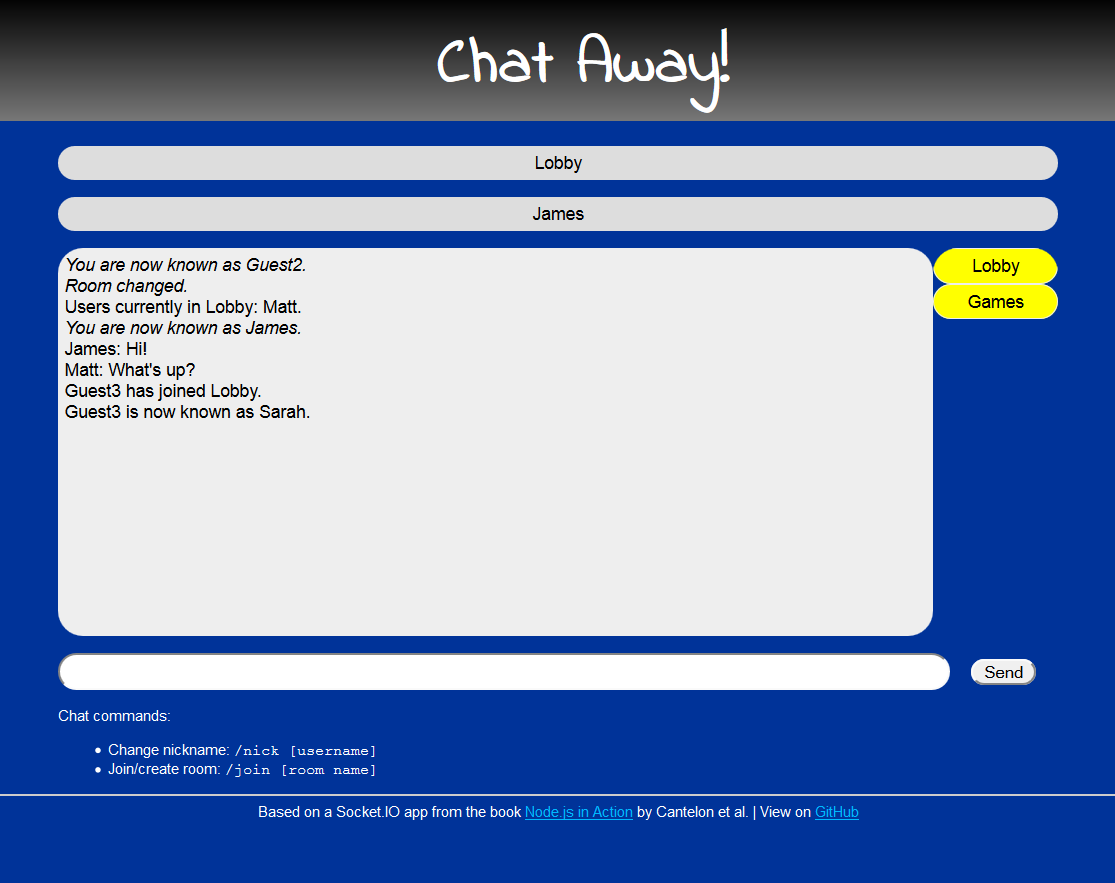 Chat Away!
Lobby
James
You are now known as Guest2.
Room changed.
Users currently in Lobby: Matt.
You are now known as James.
James: Hi!
Matt: What's up?
Guest3 has joined Lobby.
Guest3 is now known as Sarah.
Lobby
Games
Send
Chat commands:
• Change nickname: /nick [username]
• Join/create room: /join [room name]
Based on a Socket.IO app from the book Node.js in Action by Cantelon et al. | View on GitHub